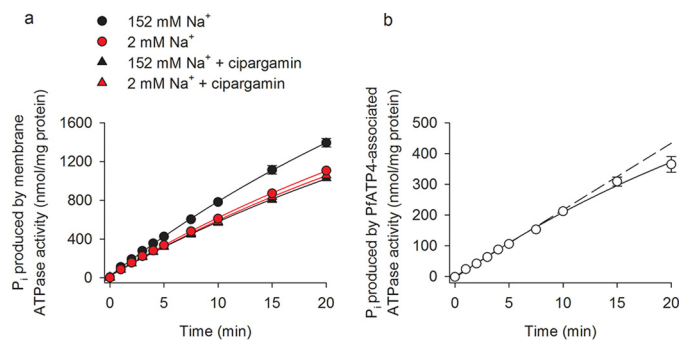 a
152 mM Na⁺
2 mM Na⁺
152 mM Na⁺ + cipargamin
2 mM Na⁺ + cipargamin
Pᵢ produced by membrane
ATPase activity (nmol/mg protein)
1600
1200
800
400
0
0 5 10 15 20
Time (min)
b
Pᵢ produced by PfATP4-associated
ATPase activity (nmol/mg protein)
500
400
300
200
100
0
0 5 10 15 20
Time (min)